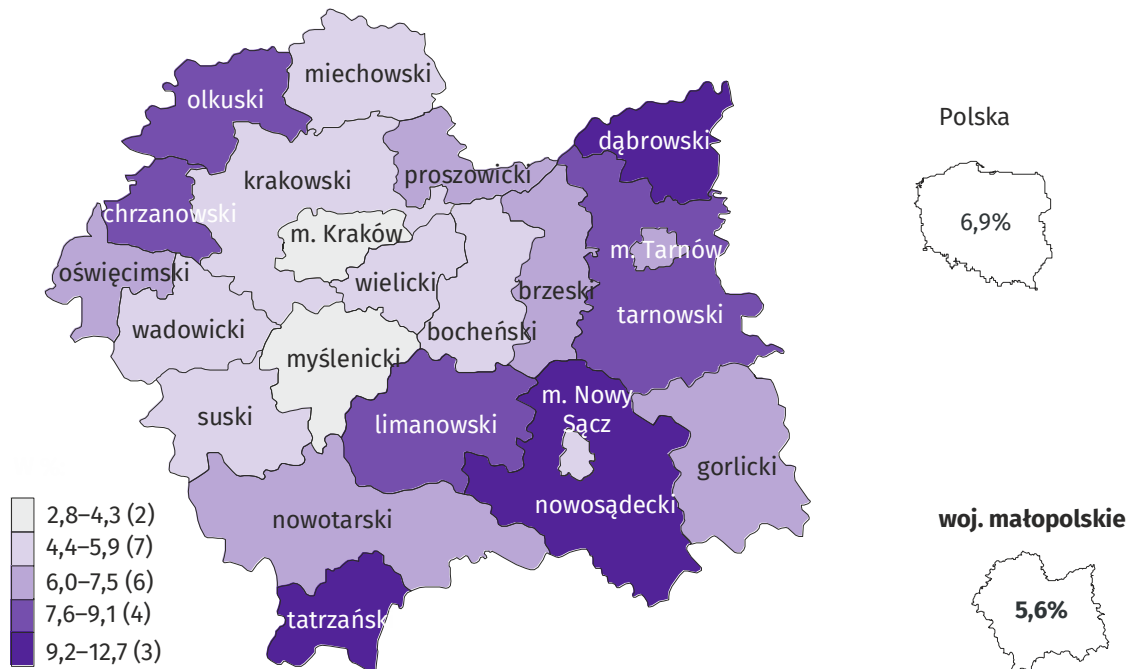 miechowski
olkuski
dąbrowski
Polska
krakowski
proszowicki
chrzanowski
6,9%
m. Kraków
m. Tarnów
oświęcimski
wielicki
brzeski
tarnowski
wadowicki
bocheński
myślenicki
m. Nowy
Sącz
suski
limanowski
gorlicki
nowosądecki
nowotarski
2,8–4,3 (2)
4,4–5,9 (7)
6,0–7,5 (6)
7,6–9,1 (4)
9,2–12,7 (3)
tatrzańsk
woj. małopolskie
5,6%